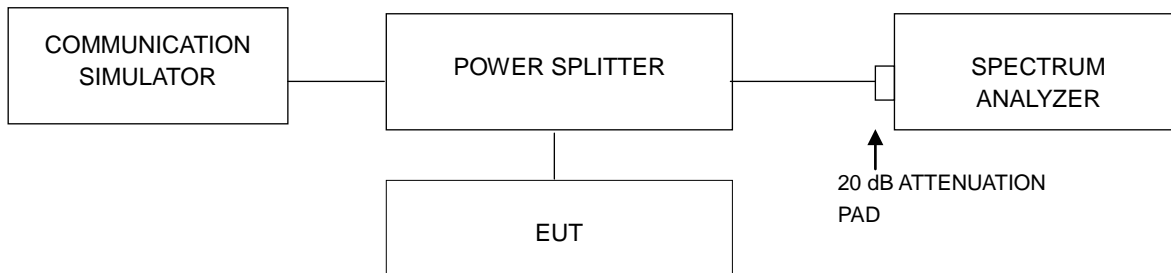 COMMUNICATION
SIMULATOR
POWER SPLITTER
SPECTRUM
ANALYZER
20 dB ATTENUATION
PAD
EUT